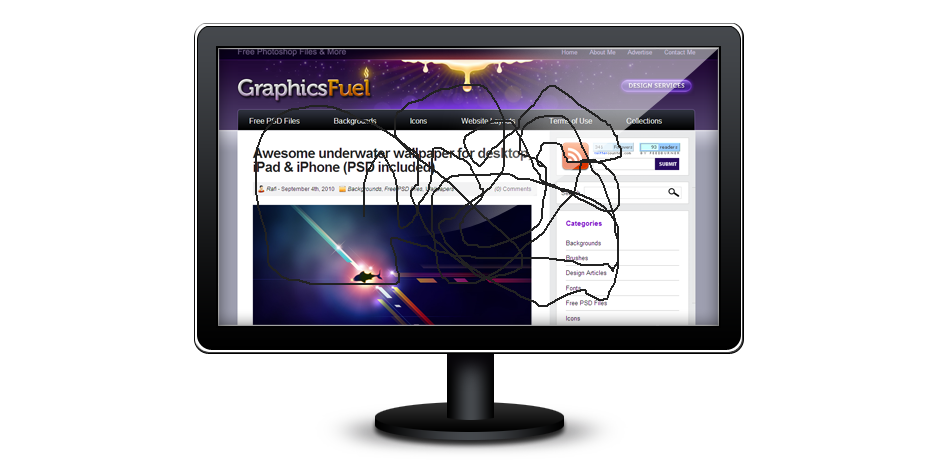 Free Photoshop Files & More
Home About Me Advertise Contact Me
GraphicsFuel
DESIGN SERVICES
Free PSD Files Backgrounds Icons Website Layouts Terms of Use Collections
Awesome underwater wallpaper for desktop,
iPad & iPhone (PSD included)
Rafi - September 4th, 2010 Backgrounds, Free PSD Files, Wallpapers (0) Comments
readers
SUBMIT
Categories
Backgrounds
Brushes
Design Articles
Fonts
Free PSD Files
Icons